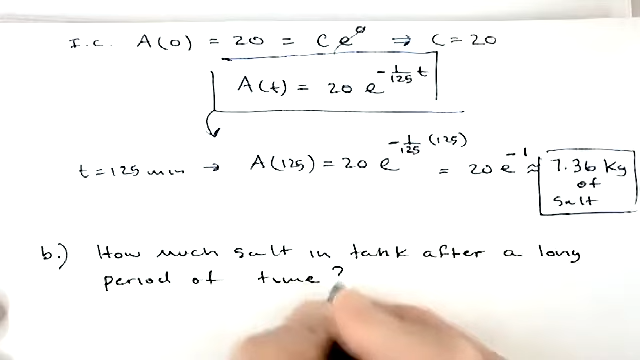 I.C. A(0) = 20 = C e^0 ⇒ C = 20
A(t) = 20 e^{-1/125 t}
t = 125 min → A(125) = 20 e^{-1/125 (125)} = 20 e^{-1} ≈ 7.36 kg of salt
b.) How much salt in tank after a long
period of time?